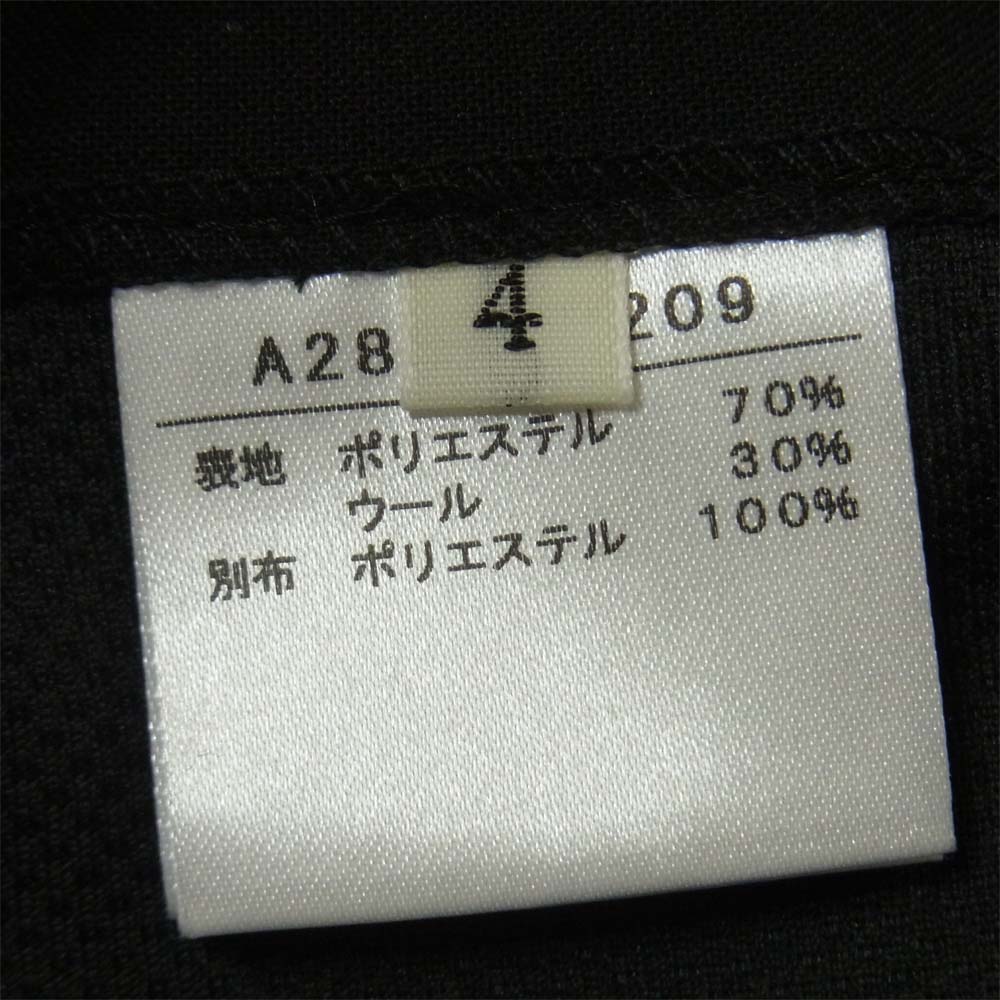 4
A28 209
表地 ポリエステル 70%
ウール 30%
別布 ポリエステル 100%